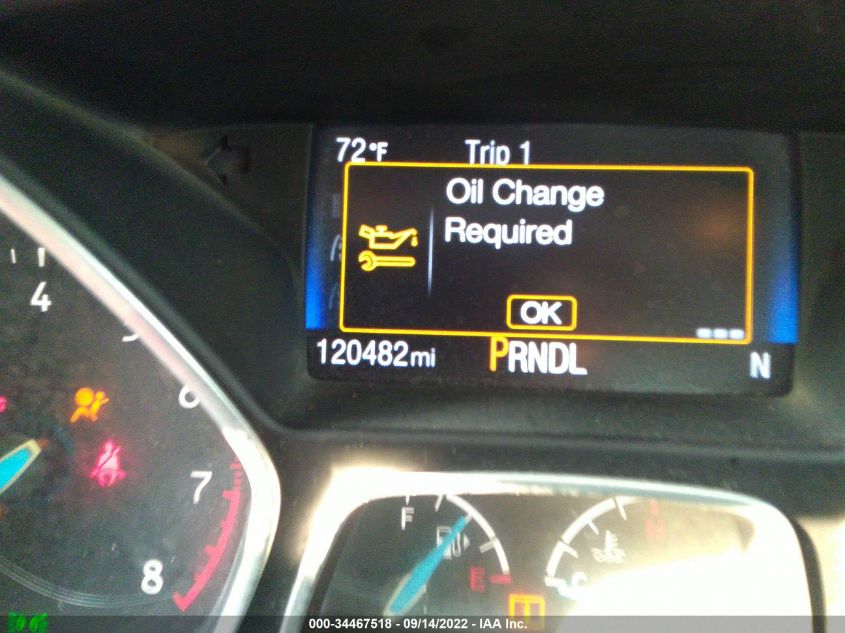 72°F Trip 1
Oil Change
Required
OK
120482mi PRNDL N
4
5
6
7
8
F
E
000-34467518 - 09/14/2022 - IAA Inc.